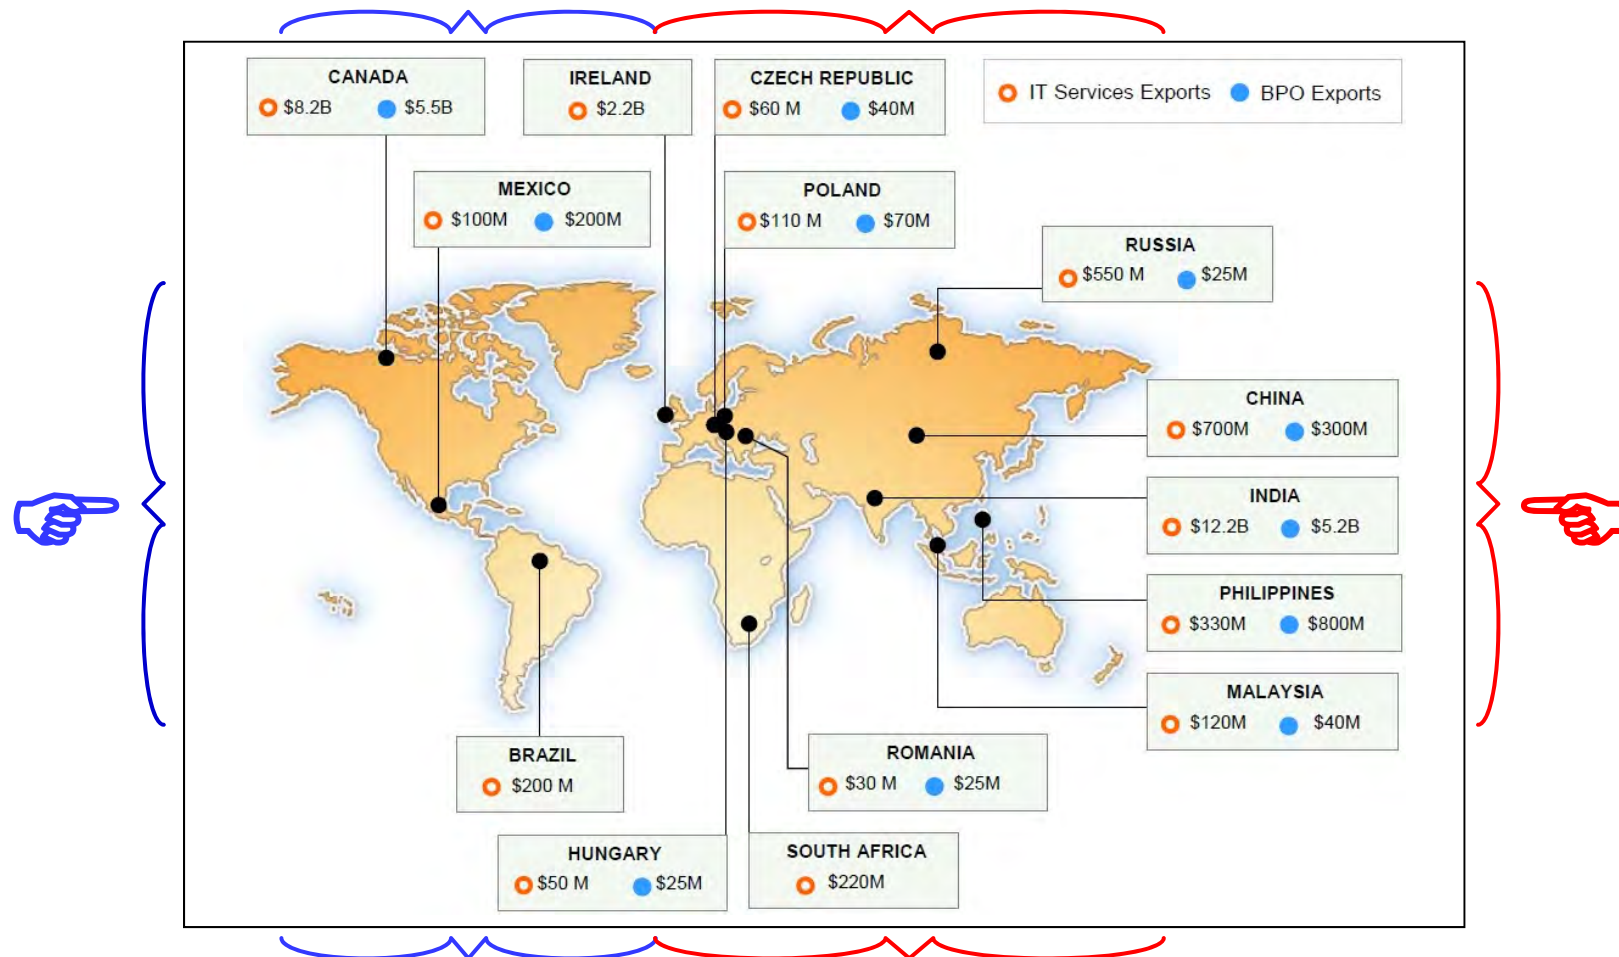 CANADA
$8.2B $5.5B
IRELAND
$2.2B
CZECH REPUBLIC
$60 M $40M
IT Services Exports BPO Exports
MEXICO
$100M $200M
POLAND
$110 M $70M
RUSSIA
$550 M $25M
CHINA
$700M $300M
INDIA
$12.2B $5.2B
PHILIPPINES
$330M $800M
MALAYSIA
$120M $40M
BRAZIL
$200 M
ROMANIA
$30 M $25M
HUNGARY
$50 M $25M
SOUTH AFRICA
$220M